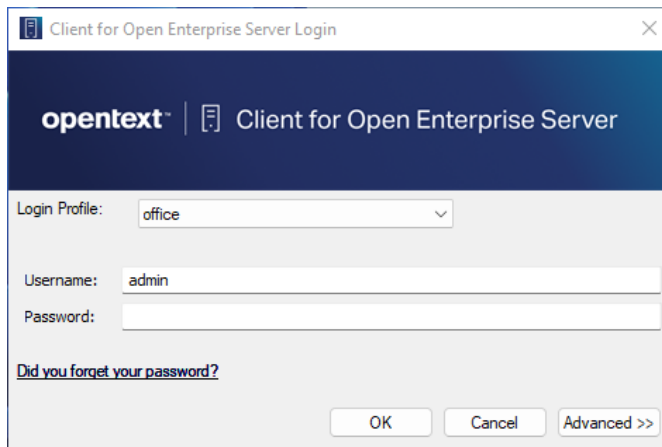 Client for Open Enterprise Server Login
opentext™ | Client for Open Enterprise Server
Login Profile: office
Username: admin
Password:
Did you forget your password?
OK Cancel Advanced >>